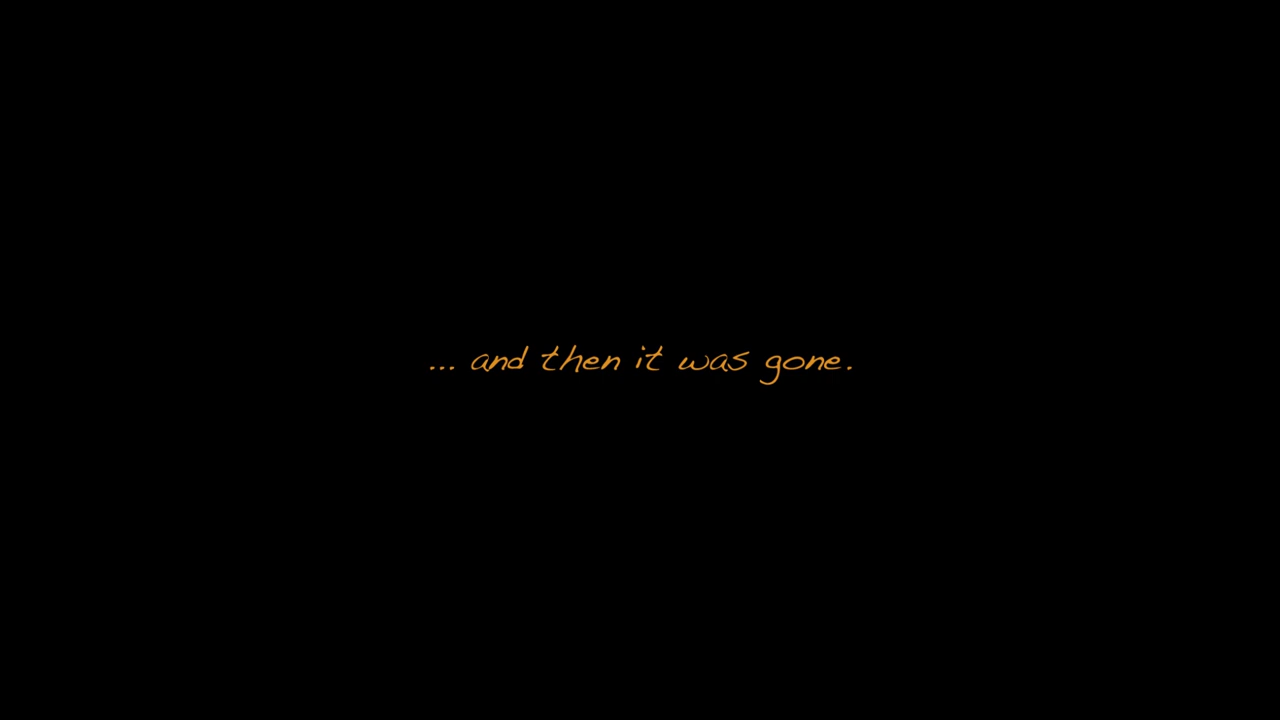 ... and then it was gone.